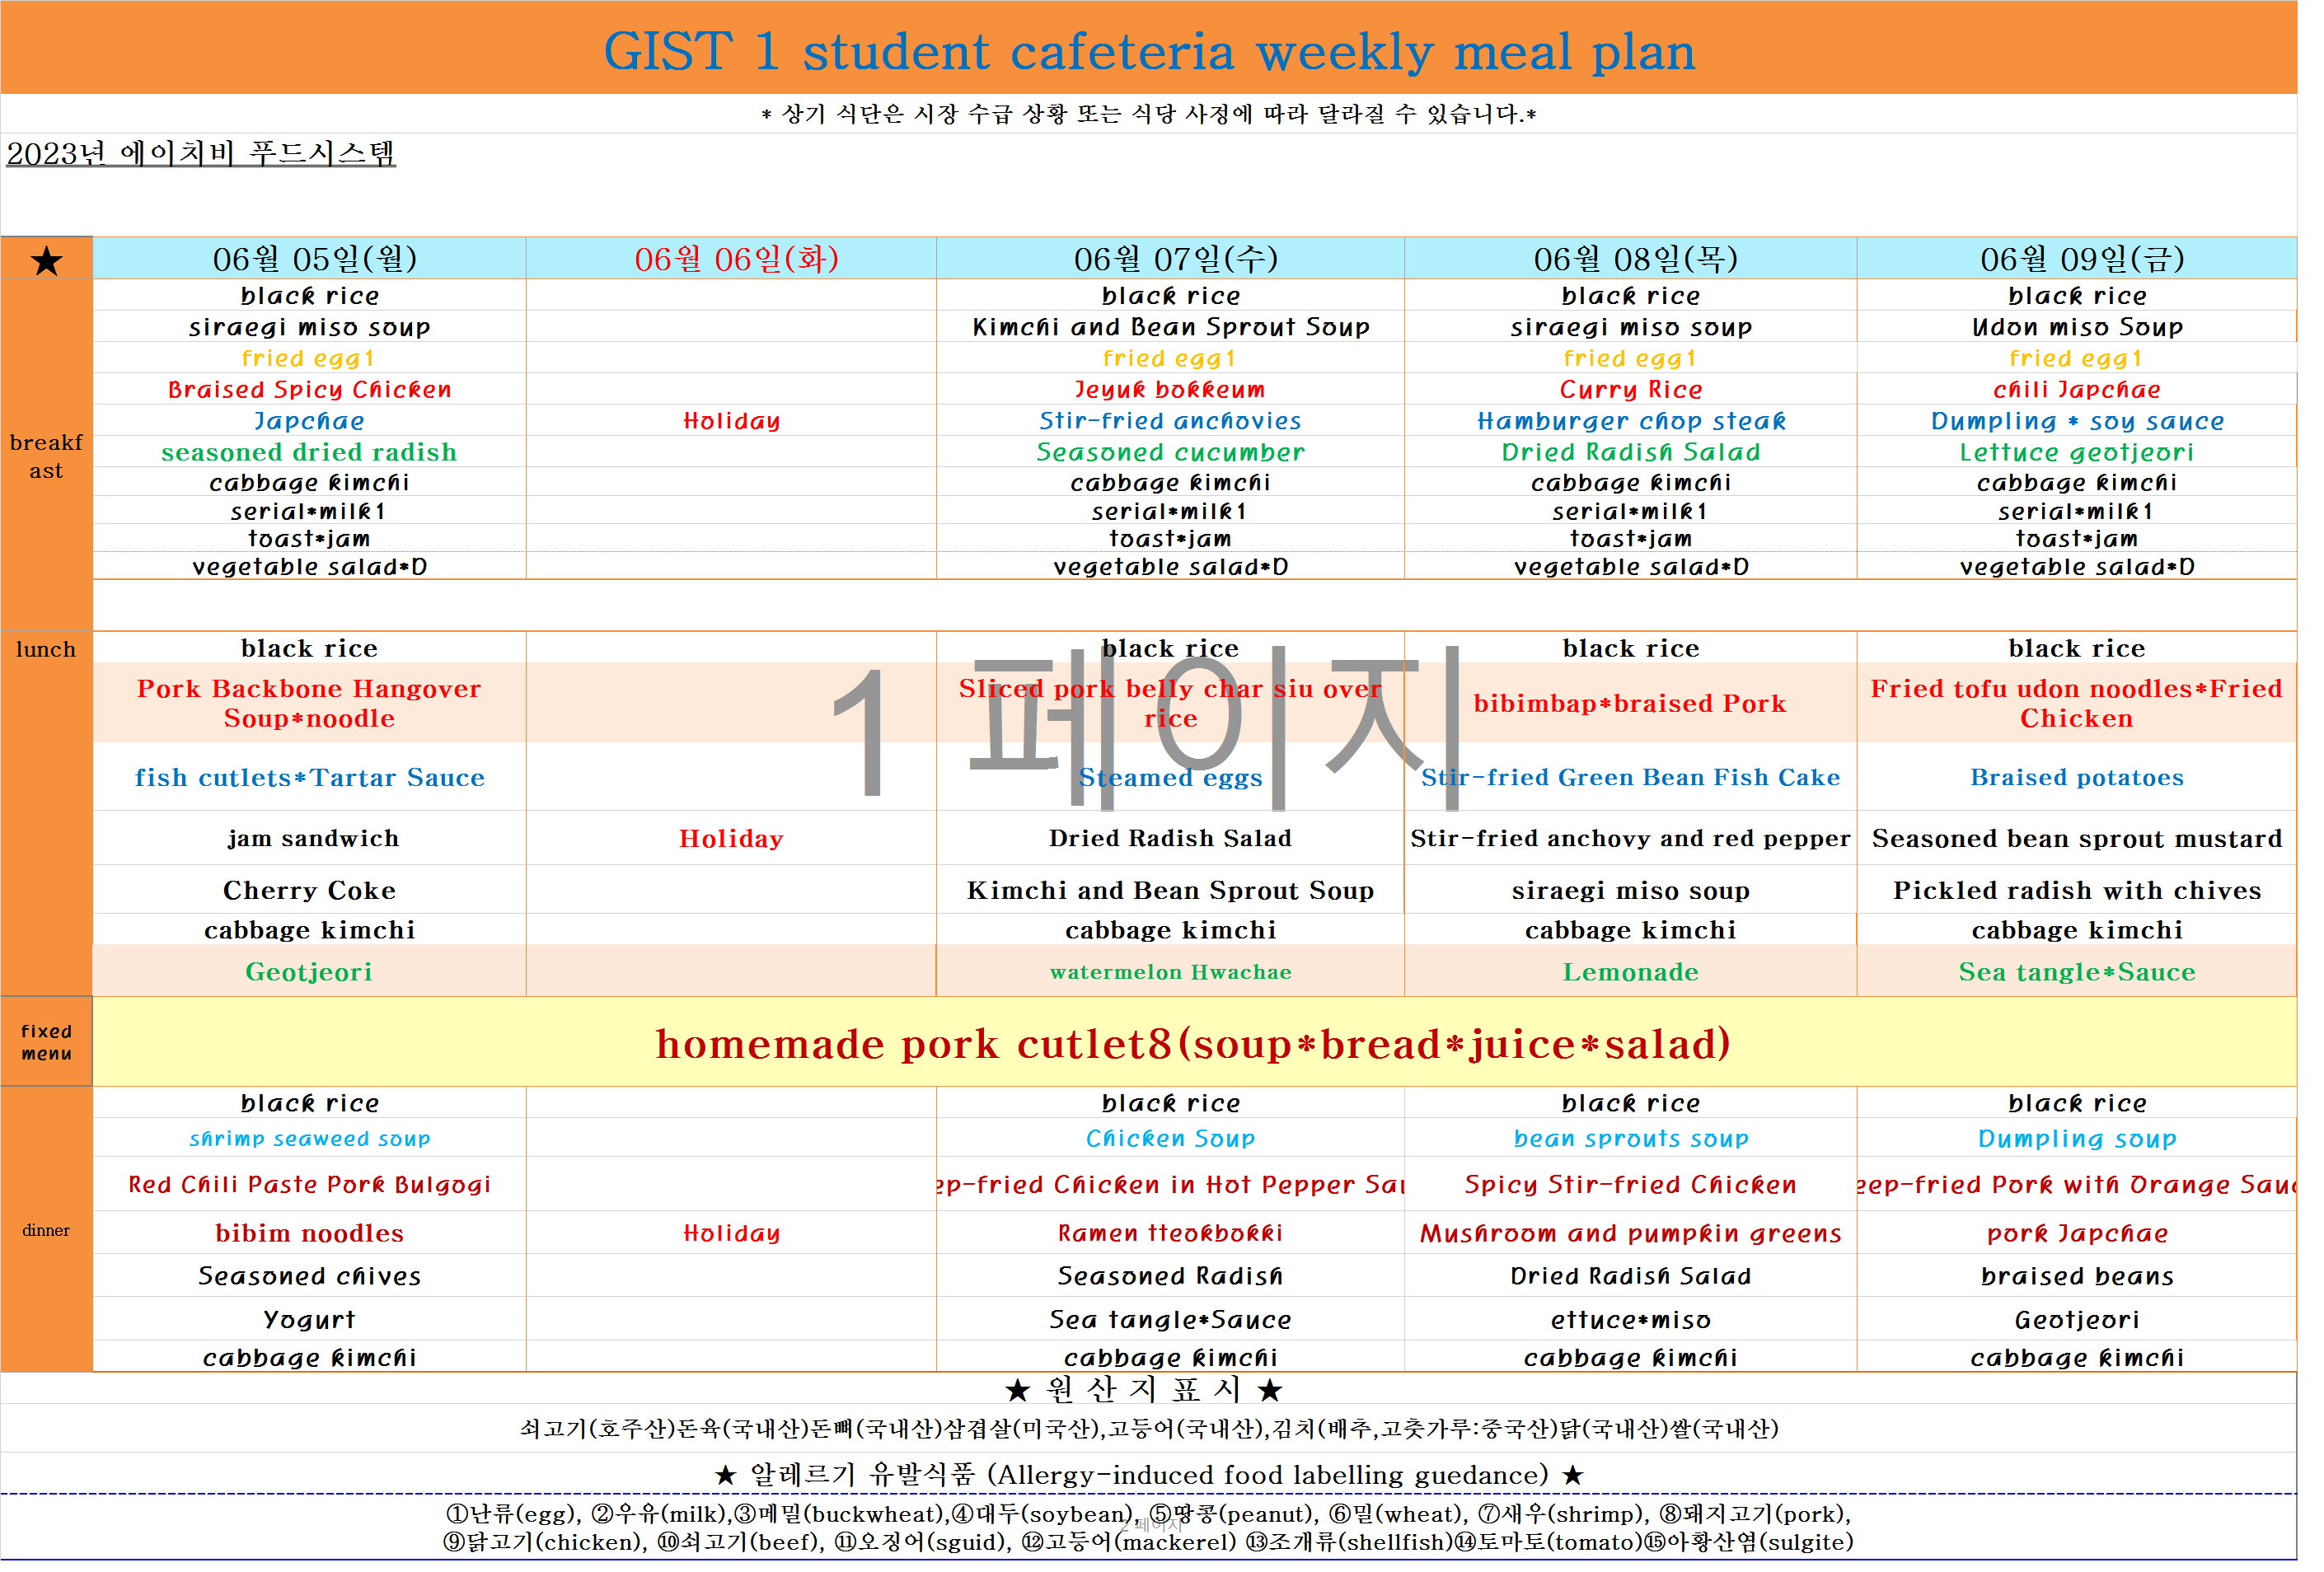 GIST 1 student cafeteria weekly meal plan
* 상기 식단은 시장 수급 상황 또는 식당 사정에 따라 달라질 수 있습니다.*
2023년 에이치비 푸드시스템
★ 06월 05일(월) 06월 06일(화) 06월 07일(수) 06월 08일(목) 06월 09일(금)
breakf
ast
black rice black rice black rice black rice
siraegi miso soup Kimchi and Bean Sprout Soup siraegi miso soup Udon miso Soup
fried egg1 fried egg1 fried egg1 fried egg1
Braised Spicy Chicken Jeyuk bokkeum Curry Rice chili Japchae
Japchae Holiday Stir-fried anchovies Hamburger chop steak Dumpling * soy sauce
seasoned dried radish Seasoned cucumber Dried Radish Salad Lettuce geotjeori
cabbage kimchi cabbage kimchi cabbage kimchi cabbage kimchi
serial*milk1 serial*milk1 serial*milk1 serial*milk1
toast*jam toast*jam toast*jam toast*jam
vegetable salad*D vegetable salad*D vegetable salad*D vegetable salad*D
lunch black rice black rice black rice black rice
1 페이지
Pork Backbone Hangover
Soup*noodle
Sliced pork belly char siu over
rice
bibimbap*braised Pork
Fried tofu udon noodles*Fried
Chicken
fish cutlets*Tartar Sauce Steamed eggs Stir-fried Green Bean Fish Cake Braised potatoes
jam sandwich Holiday Dried Radish Salad Stir-fried anchovy and red pepper Seasoned bean sprout mustard
Cherry Coke Kimchi and Bean Sprout Soup siraegi miso soup Pickled radish with chives
cabbage kimchi cabbage kimchi cabbage kimchi cabbage kimchi
Geotjeori watermelon Hwachae Lemonade Sea tangle*Sauce
fixed
menu
homemade pork cutlet8(soup*bread*juice*salad)
dinner
black rice black rice black rice black rice
shrimp seaweed soup Chicken Soup bean sprouts soup Dumpling soup
Red Chili Paste Pork Bulgogi ep-fried Chicken in Hot Pepper Sau Spicy Stir-fried Chicken eep-fried Pork with Orange Sauc
bibim noodles Holiday Ramen tteokbokki Mushroom and pumpkin greens pork Japchae
Seasoned chives Seasoned Radish Dried Radish Salad braised beans
Yogurt Sea tangle*Sauce ettuce*miso Geotjeori
cabbage kimchi cabbage kimchi cabbage kimchi cabbage kimchi
★ 원 산 지 표 시 ★
쇠고기(호주산)돈육(국내산)돈뼈(국내산)삼겹살(미국산),고등어(국내산),김치(배추,고춧가루:중국산)닭(국내산)쌀(국내산)
★ 알레르기 유발식품 (Allergy-induced food labelling guedance) ★
①난류(egg), ②우유(milk),③메밀(buckwheat),④대두(soybean), ⑤땅콩(peanut), ⑥밀(wheat), ⑦새우(shrimp), ⑧돼지고기(pork),
2 페이지
⑨닭고기(chicken), ⑩쇠고기(beef), ⑪오징어(sguid), ⑫고등어(mackerel) ⑬조개류(shellfish)⑭토마토(tomato)⑮아황산염(sulgite)